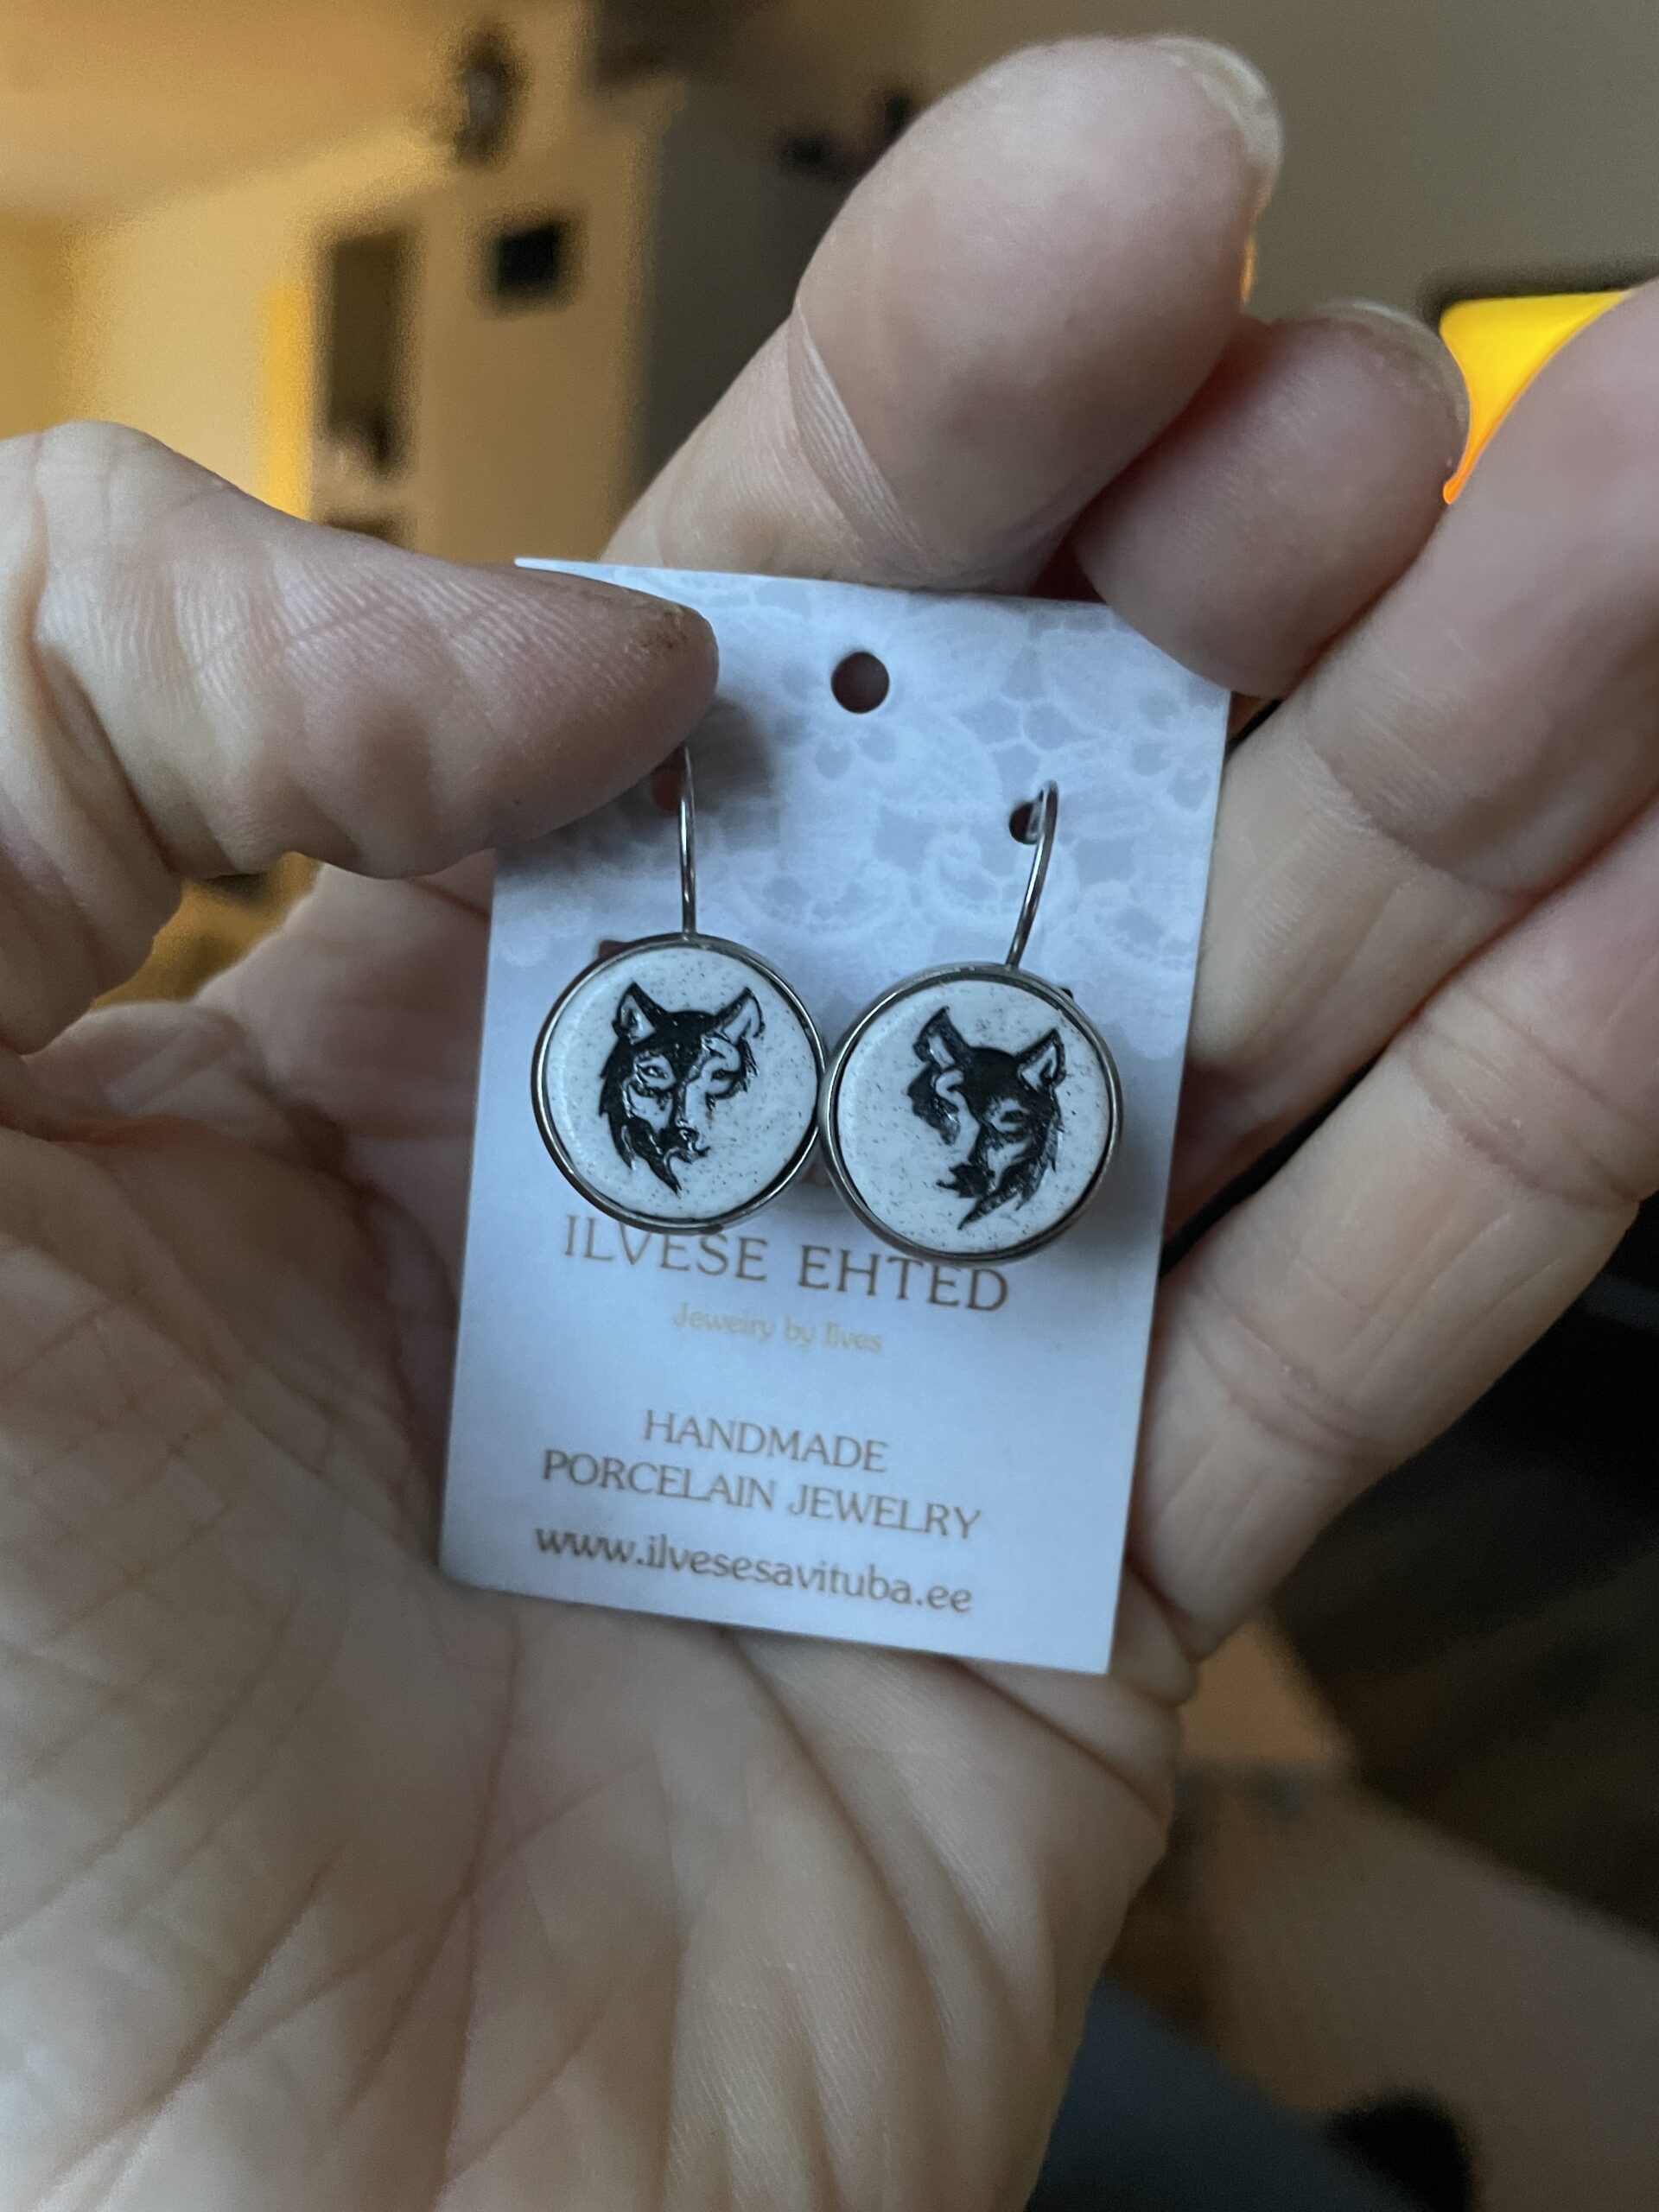 ILVESE EHTED
Jewelry by Ilves
HANDMADE
PORCELAIN JEWELRY
www.ilvesesavituba.ee